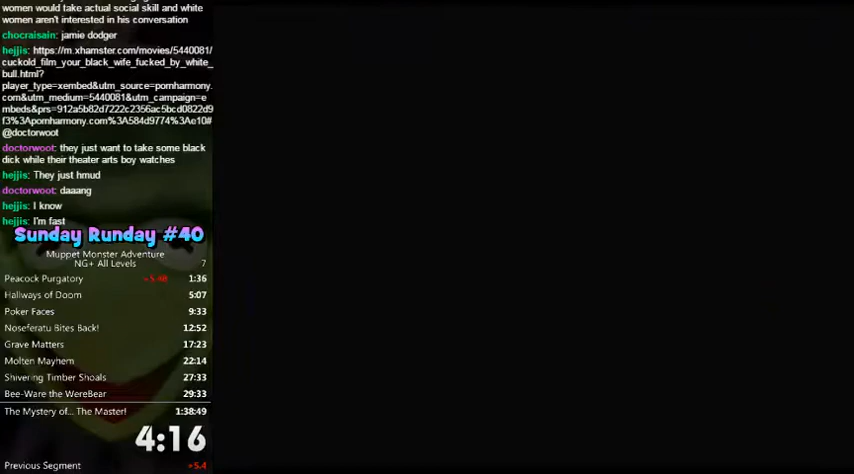 women would take actual social skill and white
women aren't interested in his conversation
chocraisain: jamie dodger
hejjis: https://m.xhamster.com/movies/5440081/
cuckold_film_your_black_wife_fucked_by_white_
bull.html?
player_type=xembed&utm_source=pornharmony.
com&utm_medium=5440081&utm_campaign=e
mbeds&prs=912a5b82d7222c2356ac5bcd0822d9
f3%3Apornharmony.com%3A584d9774%3Ae10#
@doctorwoot
doctorwoot: they just want to take some black
dick while their theater arts boy watches
hejjis: They just hmud
doctorwoot: daaang
hejjis: I know
hejjis: I'm fast
Sunday Runday #40
Muppet Monster Adventure
NG+ All Levels 7
Peacock Purgatory 1:36
Hallways of Doom 5:07
Poker Faces 9:33
Noseferatu Bites Back! 12:52
Grave Matters 17:23
Molten Mayhem 22:14
Shivering Timber Shoals 27:33
Bee-Ware the WereBear 29:33
The Mystery of... The Master! 1:38:49
4:16
Previous Segment +5.4